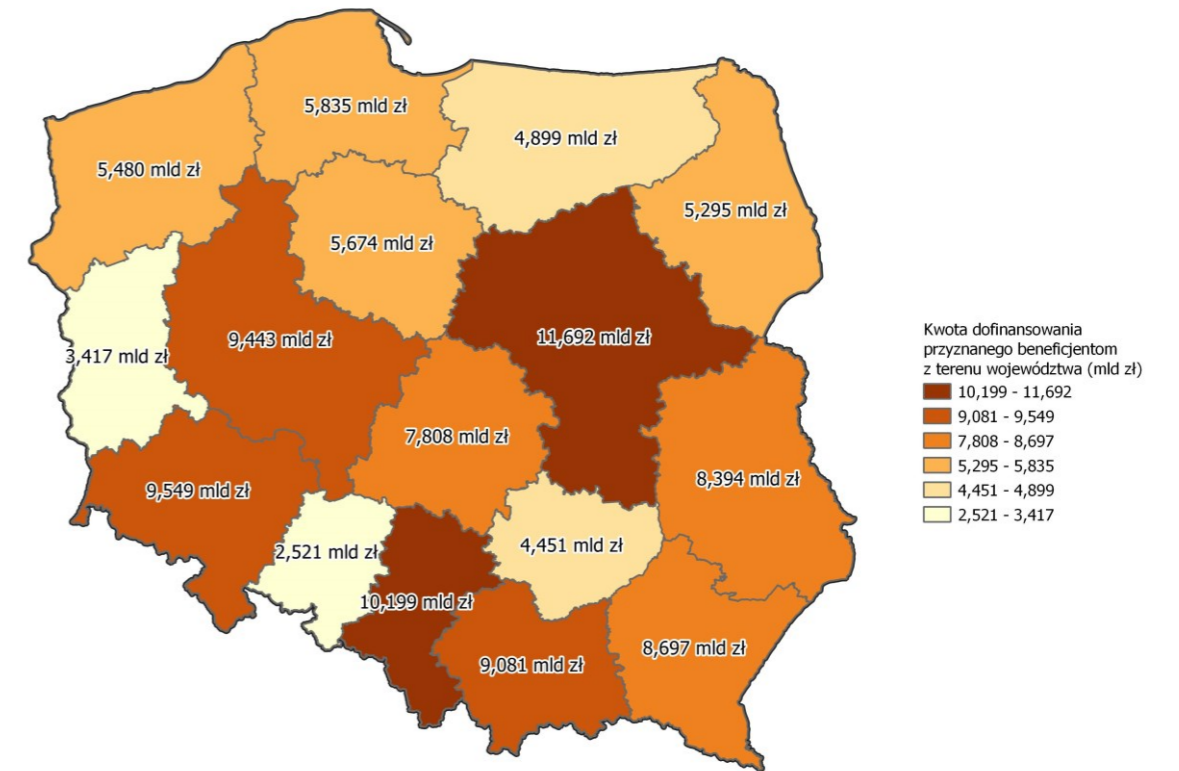 5,835 mld zł
4,899 mld zł
5,480 mld zł
5,295 mld zł
5,674 mld zł
9,443 mld zł
11,692 mld zł
3,417 mld zł
7,808 mld zł
8,394 mld zł
9,549 mld zł
4,451 mld zł
2,521 mld zł
10,199 mld zł
8,697 mld zł
9,081 mld zł
Kwota dofinansowania
przyznanego beneficjentom
z terenu województwa (mld zł)
10,199 - 11,692
9,081 - 9,549
7,808 - 8,697
5,295 - 5,835
4,451 - 4,899
2,521 - 3,417